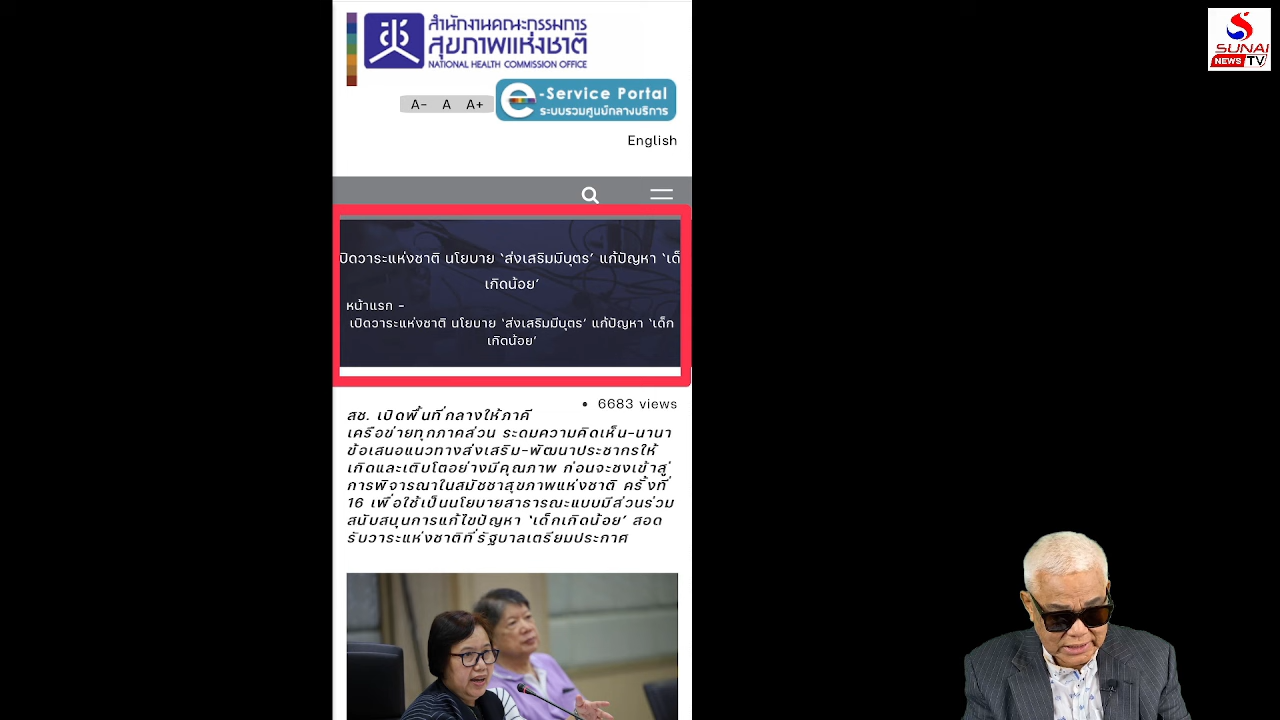 สำนักงานคณะกรรมการ
สุขภาพแห่งชาติ
NATIONAL HEALTH COMMISSION OFFICE
A- A A+
e-Service Portal
ระบบรวมศูนย์กลางบริการ
English
ปิดวาระแห่งชาติ นโยบาย ‘ส่งเสริมมีบุตร’ แก้ปัญหา ‘เด็
เกิดน้อย’
หน้าแรก -
เปิดวาระแห่งชาติ นโยบาย ‘ส่งเสริมมีบุตร’ แก้ปัญหา ‘เด็ก
เกิดน้อย’
• 6683 views
สช. เปิดพื้นที่กลางให้ภาคี
เครือข่ายทุกภาคส่วน ระดมความคิดเห็น-นานา
ข้อเสนอแนวทางส่งเสริม-พัฒนาประชากรให้
เกิดและเติบโตอย่างมีคุณภาพ ก่อนจะชงเข้าสู่
การพิจารณาในสมัชชาสุขภาพแห่งชาติ ครั้งที่
16 เพื่อใช้เป็นนโยบายสาธารณะแบบมีส่วนร่วม
สนับสนุนการแก้ไขปัญหา ‘เด็กเกิดน้อย’ สอด
รับวาระแห่งชาติที่รัฐบาลเตรียมประกาศ
SUNAI
NEWS TV